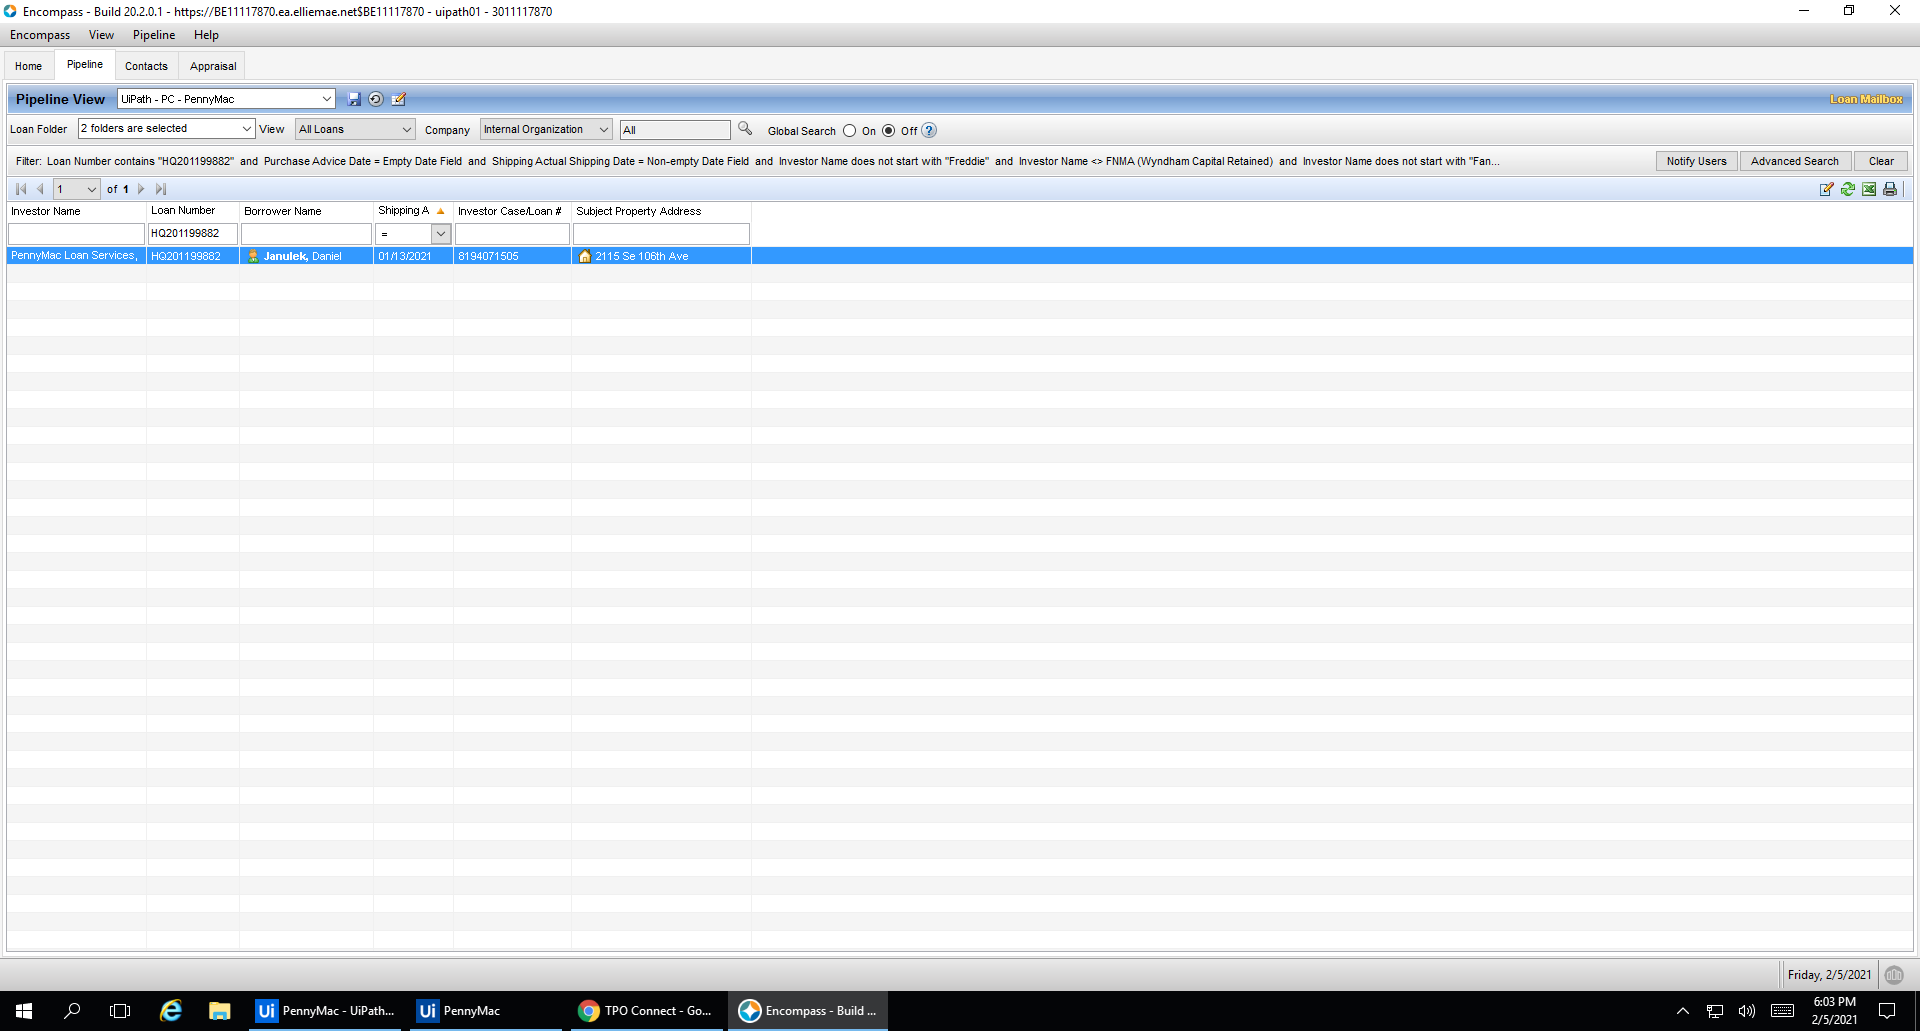 Encompass - Build 20.2.0.1 - https://BE11117870.ea.elliemae.net$BE11117870 - uipath01 - 3011117870
Encompass View Pipeline Help
Home Pipeline Contacts Appraisal
Pipeline View UiPath - PC - PennyMac Loan Mailbox
Loan Folder 2 folders are selected View All Loans Company Internal Organization All Global Search On Off ?
Filter: Loan Number contains "HQ201199882" and Purchase Advice Date = Empty Date Field and Shipping Actual Shipping Date = Non-empty Date Field and Investor Name does not start with "Freddie" and Investor Name <> FNMA (Wyndham Capital Retained) and Investor Name does not start with "Fan... Notify Users Advanced Search Clear
1 of 1
Investor Name Loan Number Borrower Name Shipping A Investor Case/Loan # Subject Property Address
HQ201199882 =
PennyMac Loan Services, HQ201199882 Janulek, Daniel 01/13/2021 8194071505 2115 Se 106th Ave
Friday, 2/5/2021
Ui PennyMac - UiPath... Ui PennyMac TPO Connect - Go... Encompass - Build ... 6:03 PM
2/5/2021